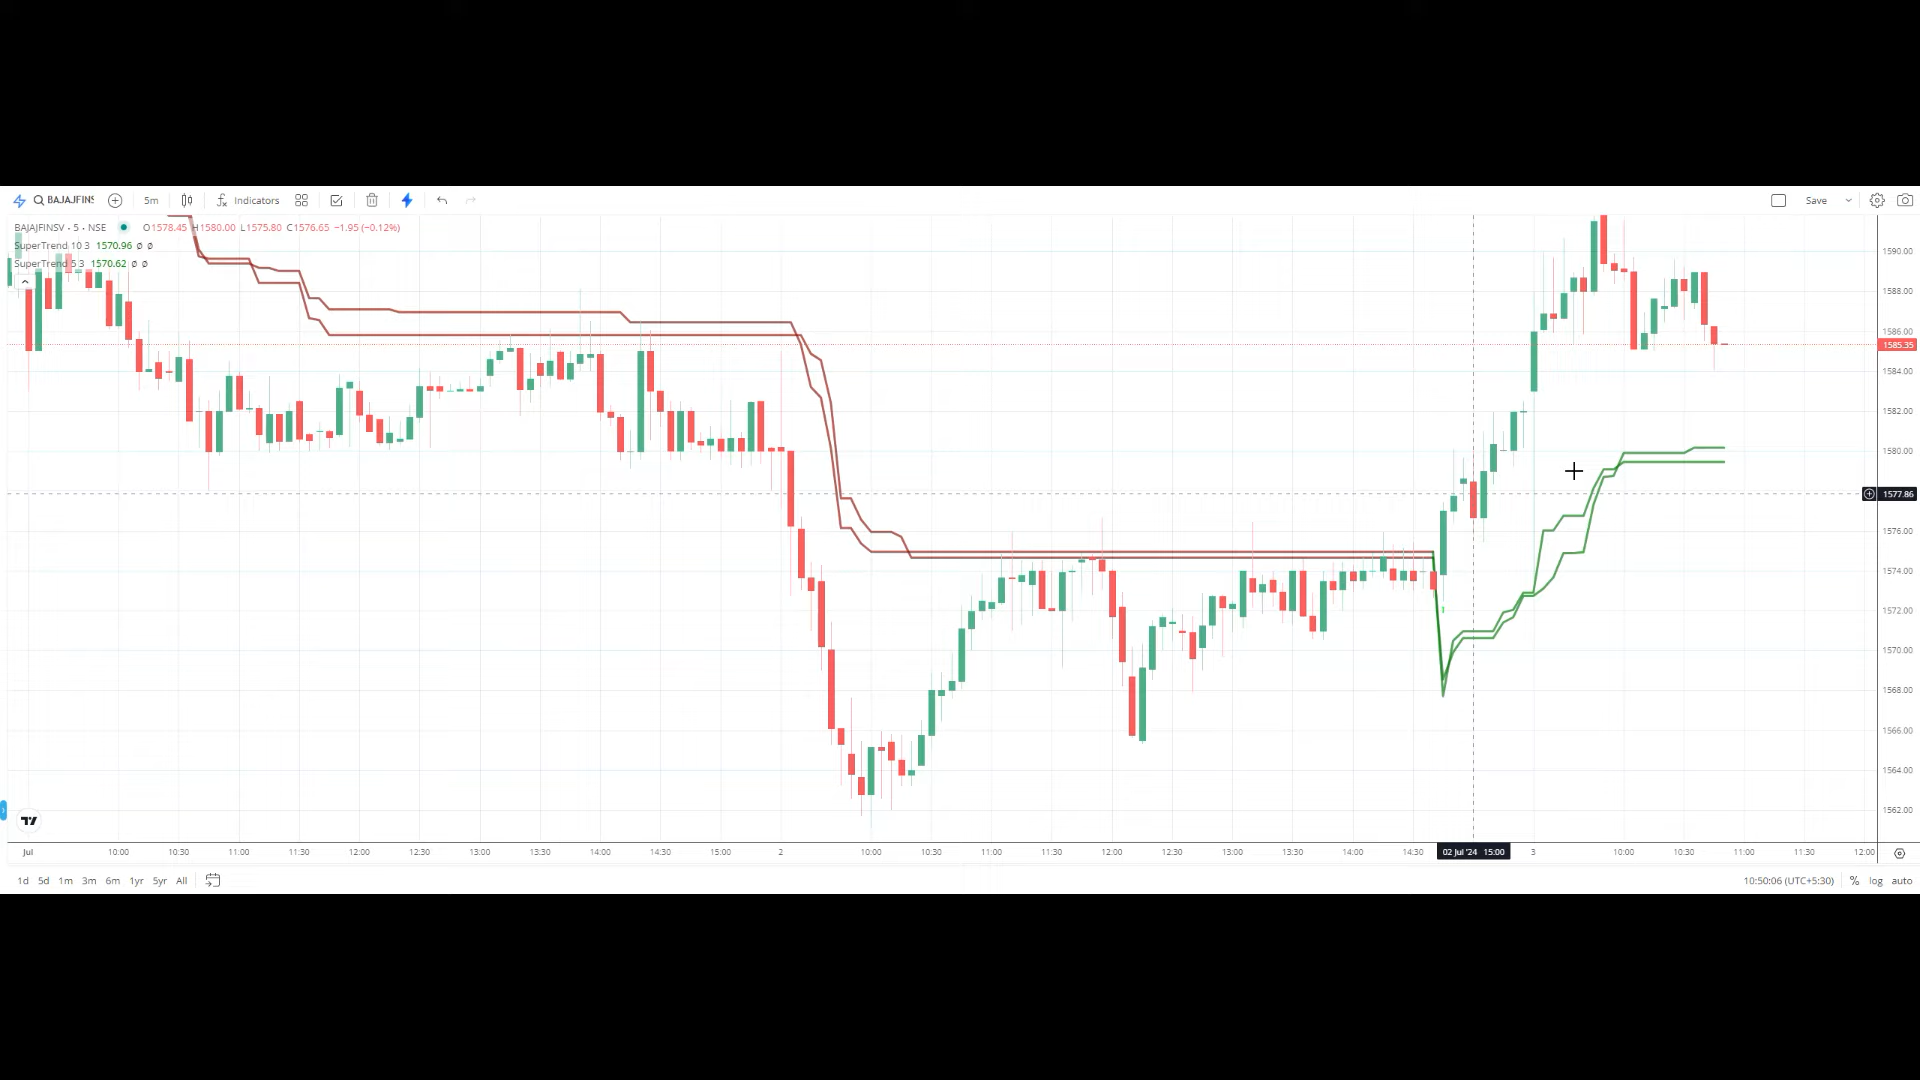 BAJAJFINS 5m Indicators Save
BAJAJFINSV · 5 · NSE O1578.45 H1580.00 L1575.80 C1576.65 −1.95 (−0.12%)
SuperTrend 10 3 1570.96 ∅ ∅
SuperTrend 5 3 1570.62 ∅ ∅
1590.00
1588.00
1586.00
1585.35
1584.00
1582.00
1580.00
1577.86
1576.00
1574.00
1572.00
1570.00
1568.00
1566.00
1564.00
1562.00
Jul 10:00 10:30 11:00 11:30 12:00 12:30 13:00 13:30 14:00 14:30 15:00 2 10:00 10:30 11:00 11:30 12:00 12:30 13:00 13:30 14:00 14:30 02 Jul '24 15:00 3 10:00 10:30 11:00 11:30 12:00
1d 5d 1m 3m 6m 1yr 5yr All 10:50:06 (UTC+5:30) % log auto